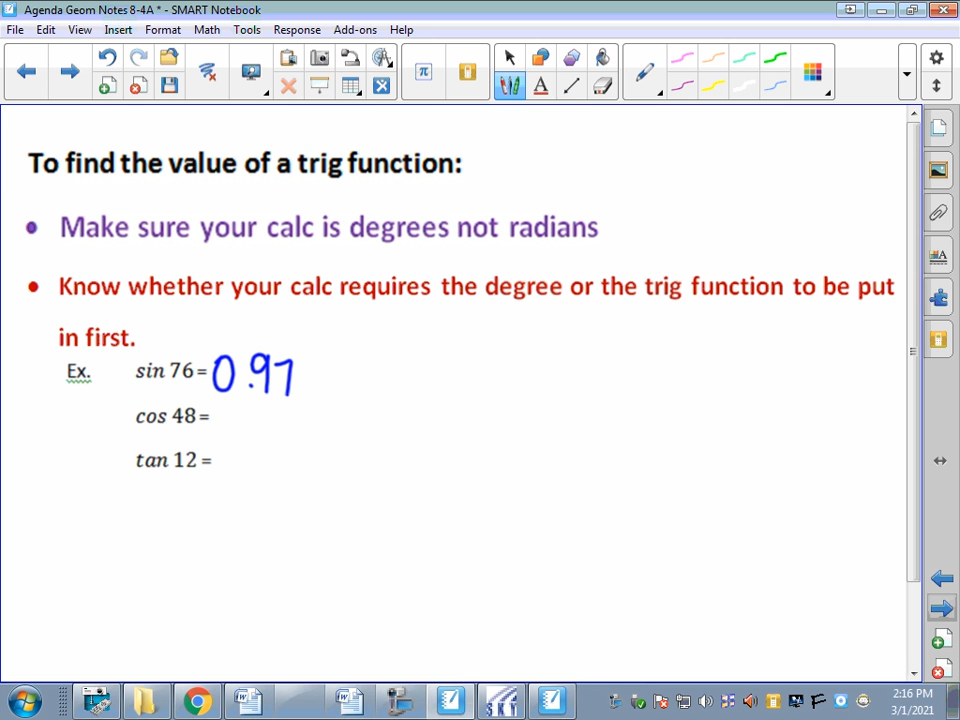 Agenda Geom Notes 8-4A * - SMART Notebook
File Edit View Insert Format Math Tools Response Add-ons Help
To find the value of a trig function:
• Make sure your calc is degrees not radians
• Know whether your calc requires the degree or the trig function to be put
in first.
Ex. sin 76 = 0.97
cos 48 =
tan 12 =
2:16 PM
3/1/2021